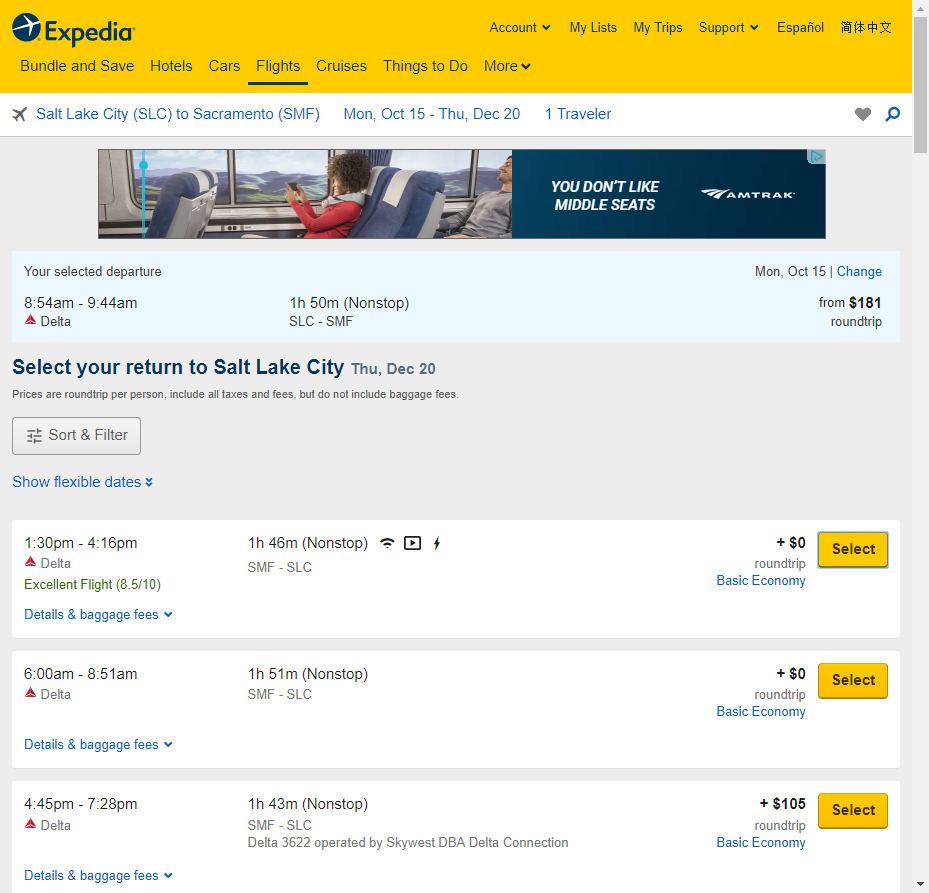 Expedia
Account My Lists My Trips Support Español 简体中文
Bundle and Save Hotels Cars Flights Cruises Things to Do More
Salt Lake City (SLC) to Sacramento (SMF) Mon, Oct 15 - Thu, Dec 20 1 Traveler
YOU DON'T LIKE
MIDDLE SEATS
AMTRAK
Your selected departure Mon, Oct 15 | Change
8:54am - 9:44am 1h 50m (Nonstop) from $181
Delta SLC - SMF roundtrip
Select your return to Salt Lake City Thu, Dec 20
Prices are roundtrip per person, include all taxes and fees, but do not include baggage fees.
Sort & Filter
Show flexible dates
1:30pm - 4:16pm 1h 46m (Nonstop) + $0 Select
Delta SMF - SLC roundtrip
Excellent Flight (8.5/10) Basic Economy
Details & baggage fees
6:00am - 8:51am 1h 51m (Nonstop) + $0 Select
Delta SMF - SLC roundtrip
Basic Economy
Details & baggage fees
4:45pm - 7:28pm 1h 43m (Nonstop) + $105 Select
Delta SMF - SLC roundtrip
Delta 3622 operated by Skywest DBA Delta Connection Basic Economy
Details & baggage fees